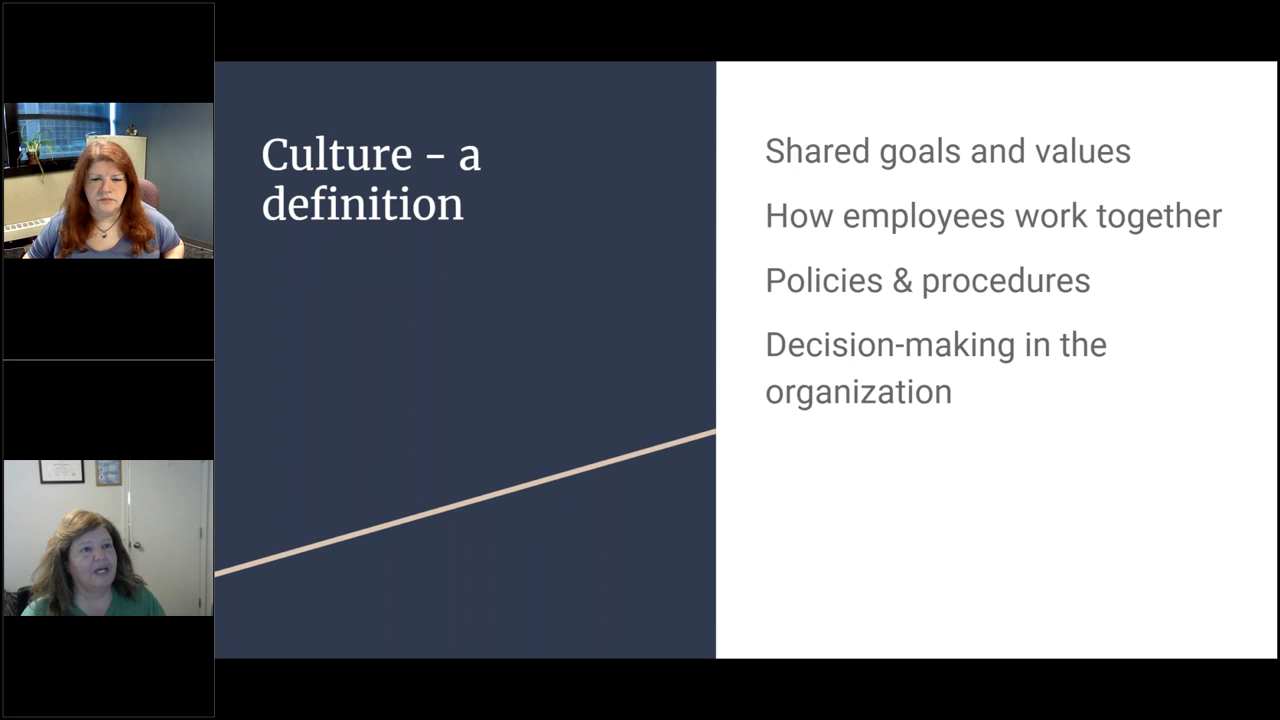 Culture – a
definition
Shared goals and values
How employees work together
Policies & procedures
Decision-making in the
organization